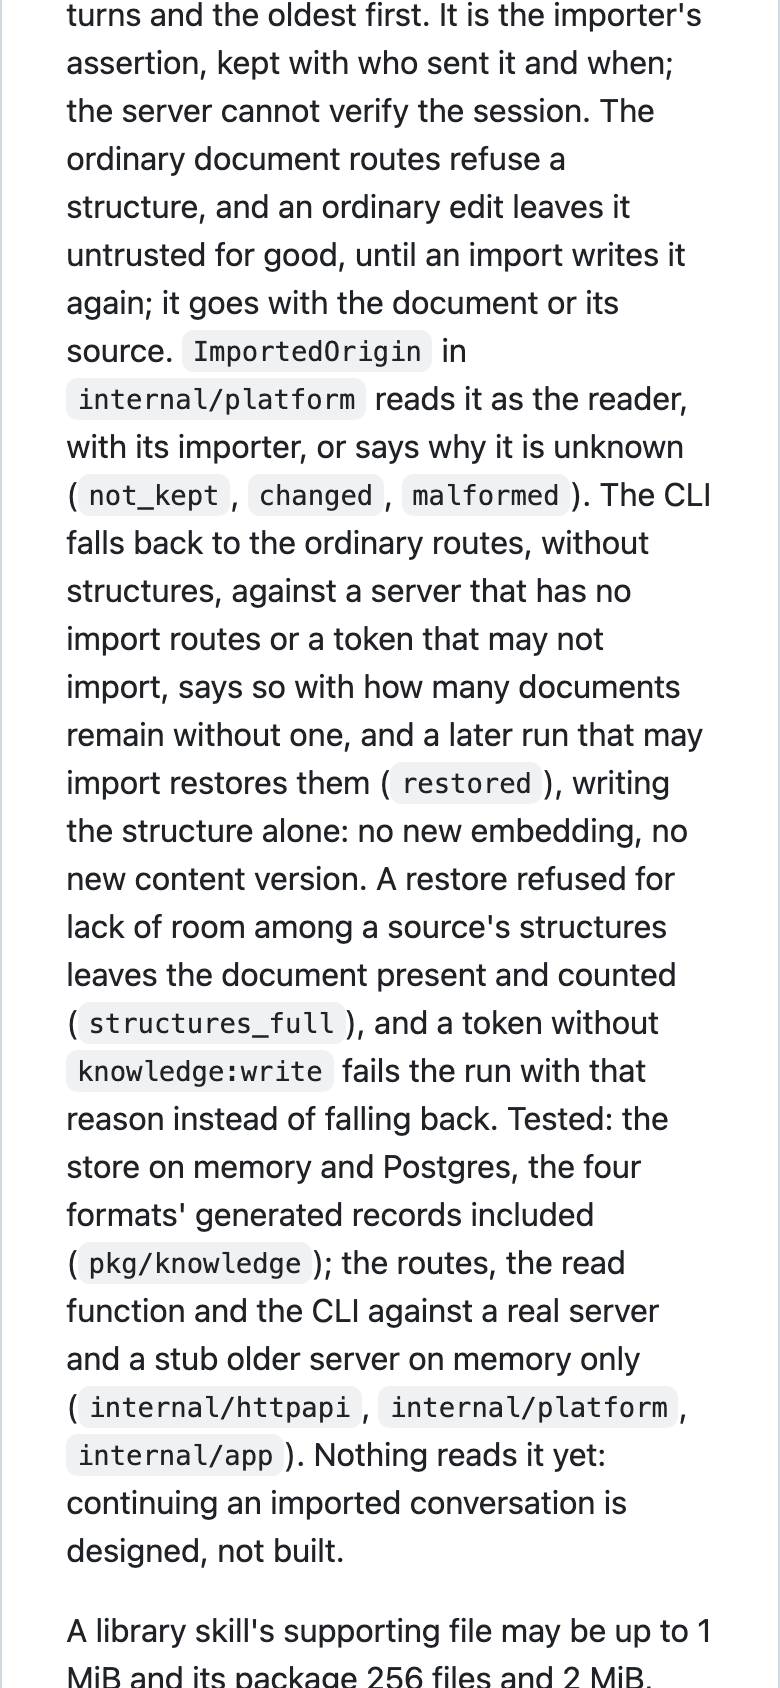 turns and the oldest first. It is the importer's
assertion, kept with who sent it and when;
the server cannot verify the session. The
ordinary document routes refuse a
structure, and an ordinary edit leaves it
untrusted for good, until an import writes it
again; it goes with the document or its
source. ImportedOrigin in
internal/platform reads it as the reader,
with its importer, or says why it is unknown
(not_kept, changed, malformed). The CLI
falls back to the ordinary routes, without
structures, against a server that has no
import routes or a token that may not
import, says so with how many documents
remain without one, and a later run that may
import restores them (restored), writing
the structure alone: no new embedding, no
new content version. A restore refused for
lack of room among a source's structures
leaves the document present and counted
(structures_full), and a token without
knowledge:write fails the run with that
reason instead of falling back. Tested: the
store on memory and Postgres, the four
formats' generated records included
(pkg/knowledge); the routes, the read
function and the CLI against a real server
and a stub older server on memory only
(internal/httpapi, internal/platform,
internal/app). Nothing reads it yet:
continuing an imported conversation is
designed, not built.
A library skill's supporting file may be up to 1
MiB and its package 256 files and 2 MiB.